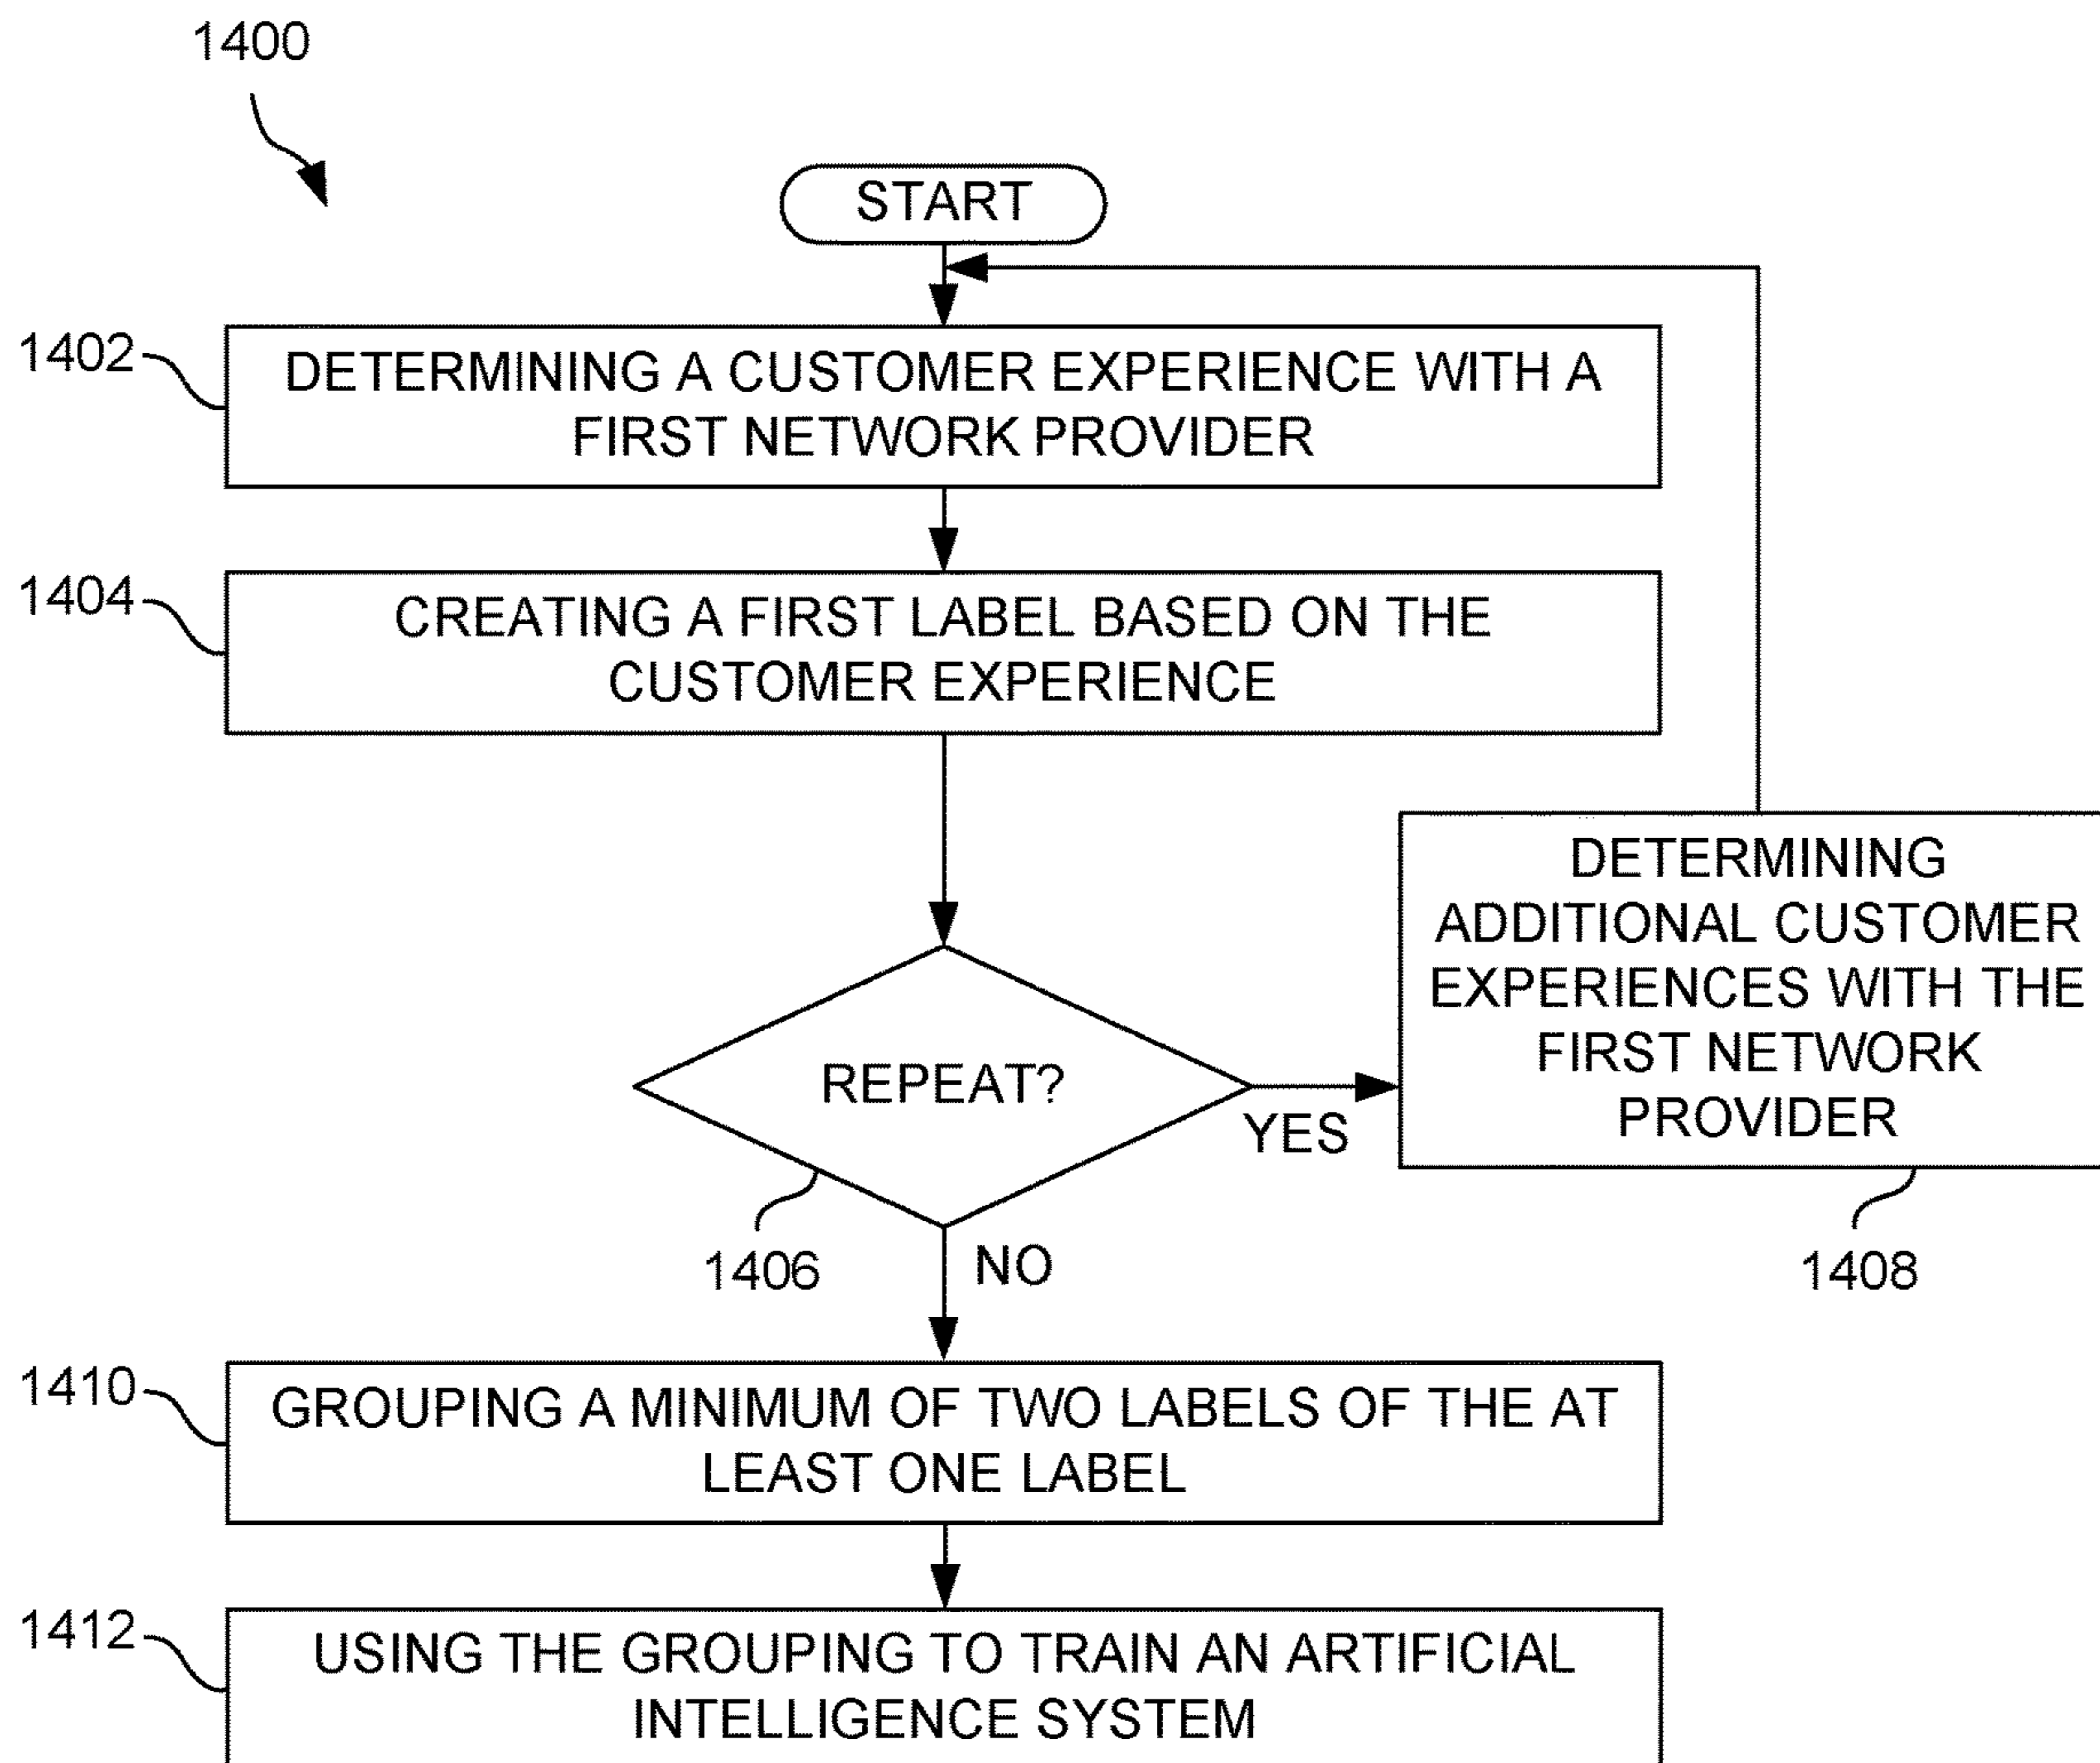 1400
START
1402
DETERMINING A CUSTOMER EXPERIENCE WITH A
FIRST NETWORK PROVIDER
1404
CREATING A FIRST LABEL BASED ON THE
CUSTOMER EXPERIENCE
REPEAT?
YES
DETERMINING
ADDITIONAL CUSTOMER
EXPERIENCES WITH THE
FIRST NETWORK
PROVIDER
1406
NO
1408
1410
GROUPING A MINIMUM OF TWO LABELS OF THE AT
LEAST ONE LABEL
1412
USING THE GROUPING TO TRAIN AN ARTIFICIAL
INTELLIGENCE SYSTEM